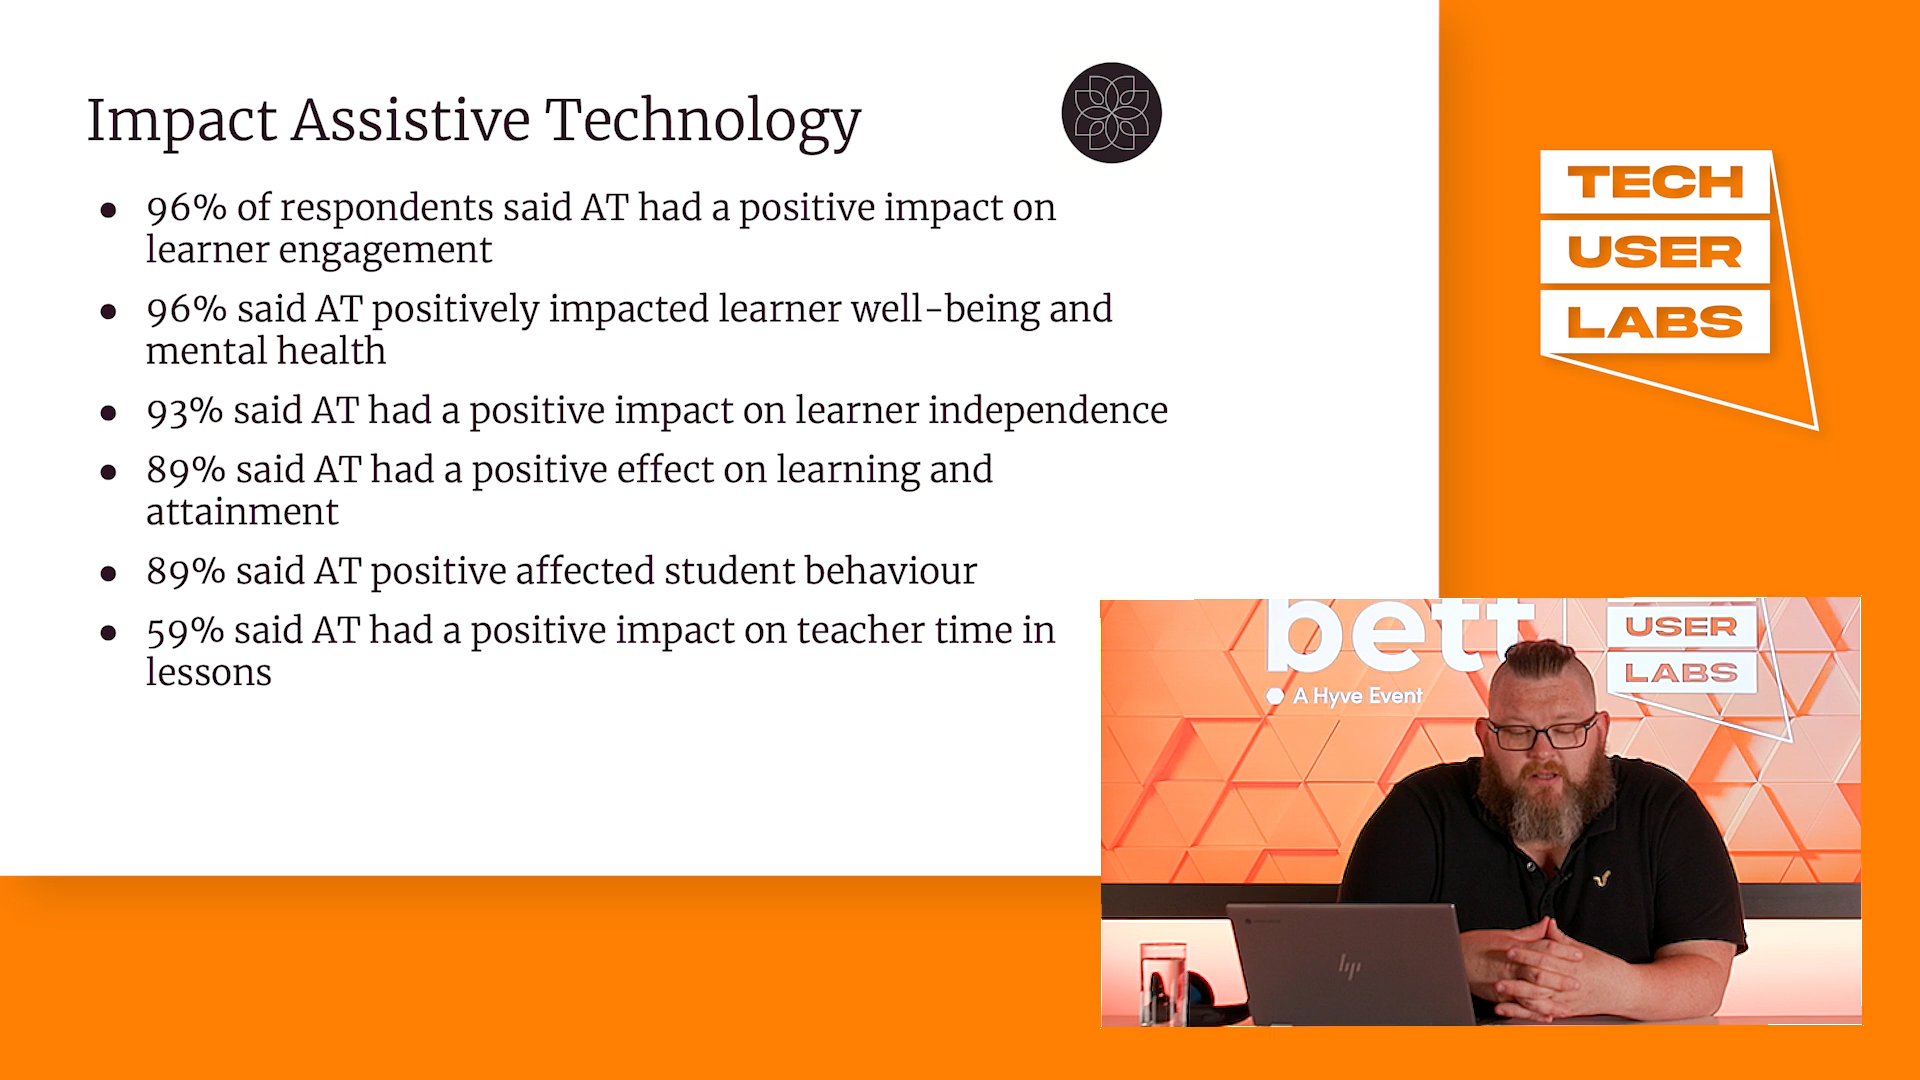 Impact Assistive Technology
● 96% of respondents said AT had a positive impact on
learner engagement
● 96% said AT positively impacted learner well-being and
mental health
● 93% said AT had a positive impact on learner independence
● 89% said AT had a positive effect on learning and
attainment
● 89% said AT positive affected student behaviour
● 59% said AT had a positive impact on teacher time in
lessons
TECH
USER
LABS
bett
A Hyve Event
USER
LABS
hp